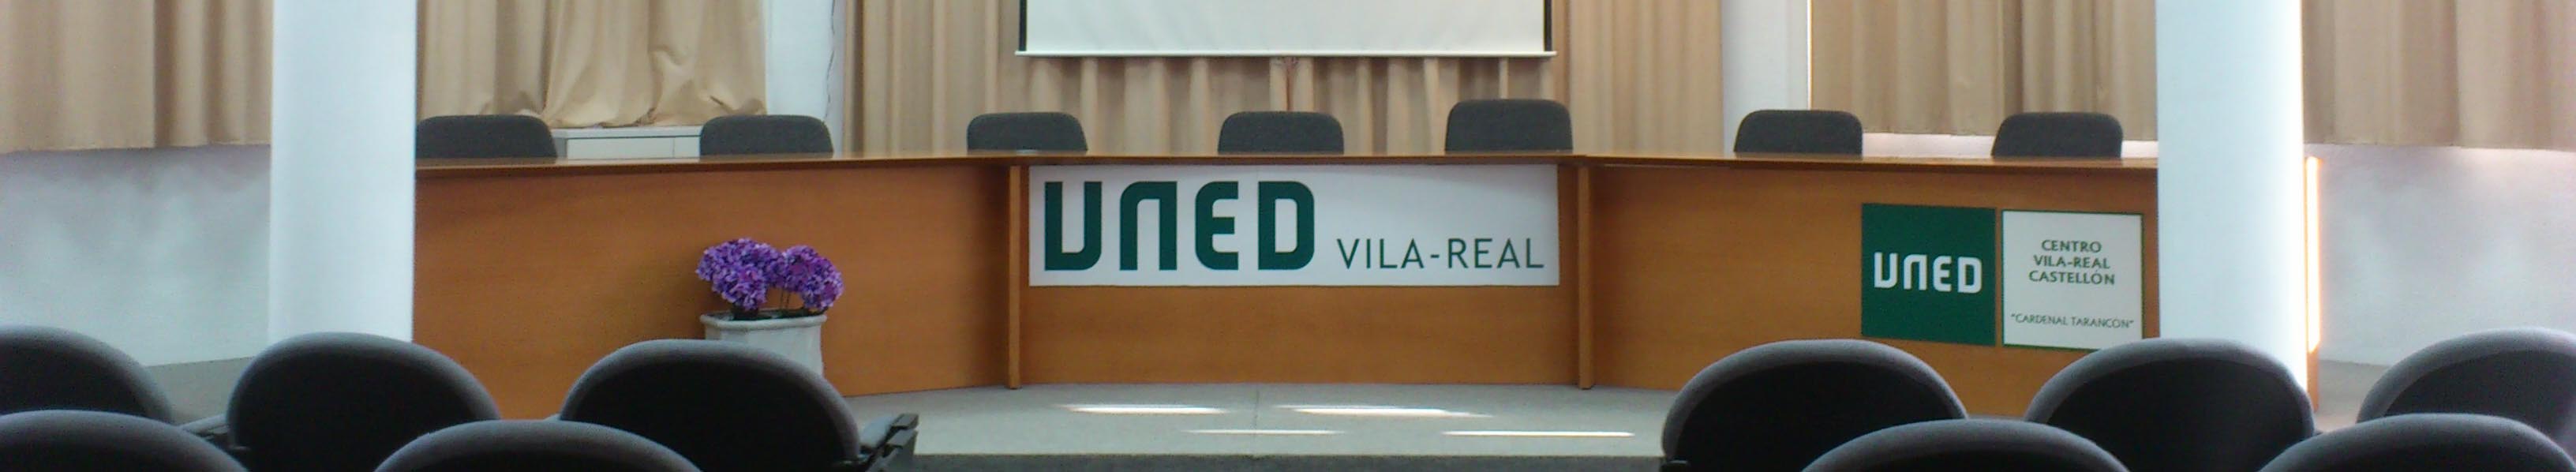 UNED VILA-REAL
UNED
CENTRO
VILA-REAL
CASTELLÓN
"CARDENAL TARANCÓN"